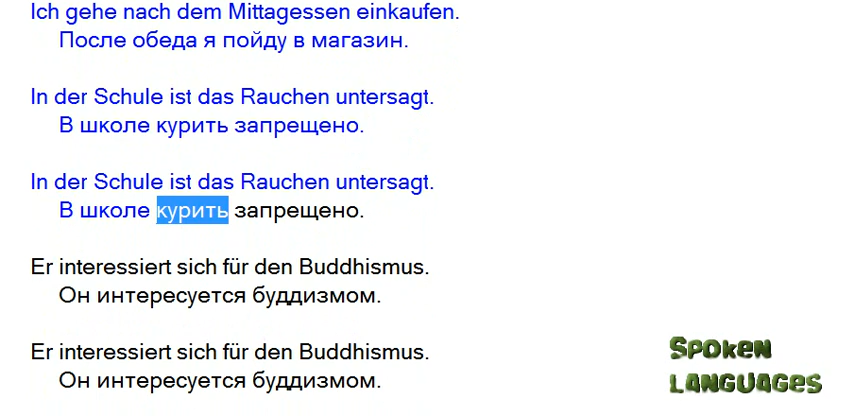 Ich gehe nach dem Mittagessen einkaufen.
После обеда я пойду в магазин.
In der Schule ist das Rauchen untersagt.
В школе курить запрещено.
In der Schule ist das Rauchen untersagt.
В школе курить запрещено.
Er interessiert sich für den Buddhismus.
Он интересуется буддизмом.
Er interessiert sich für den Buddhismus.
Он интересуется буддизмом.
Spoken
Languages